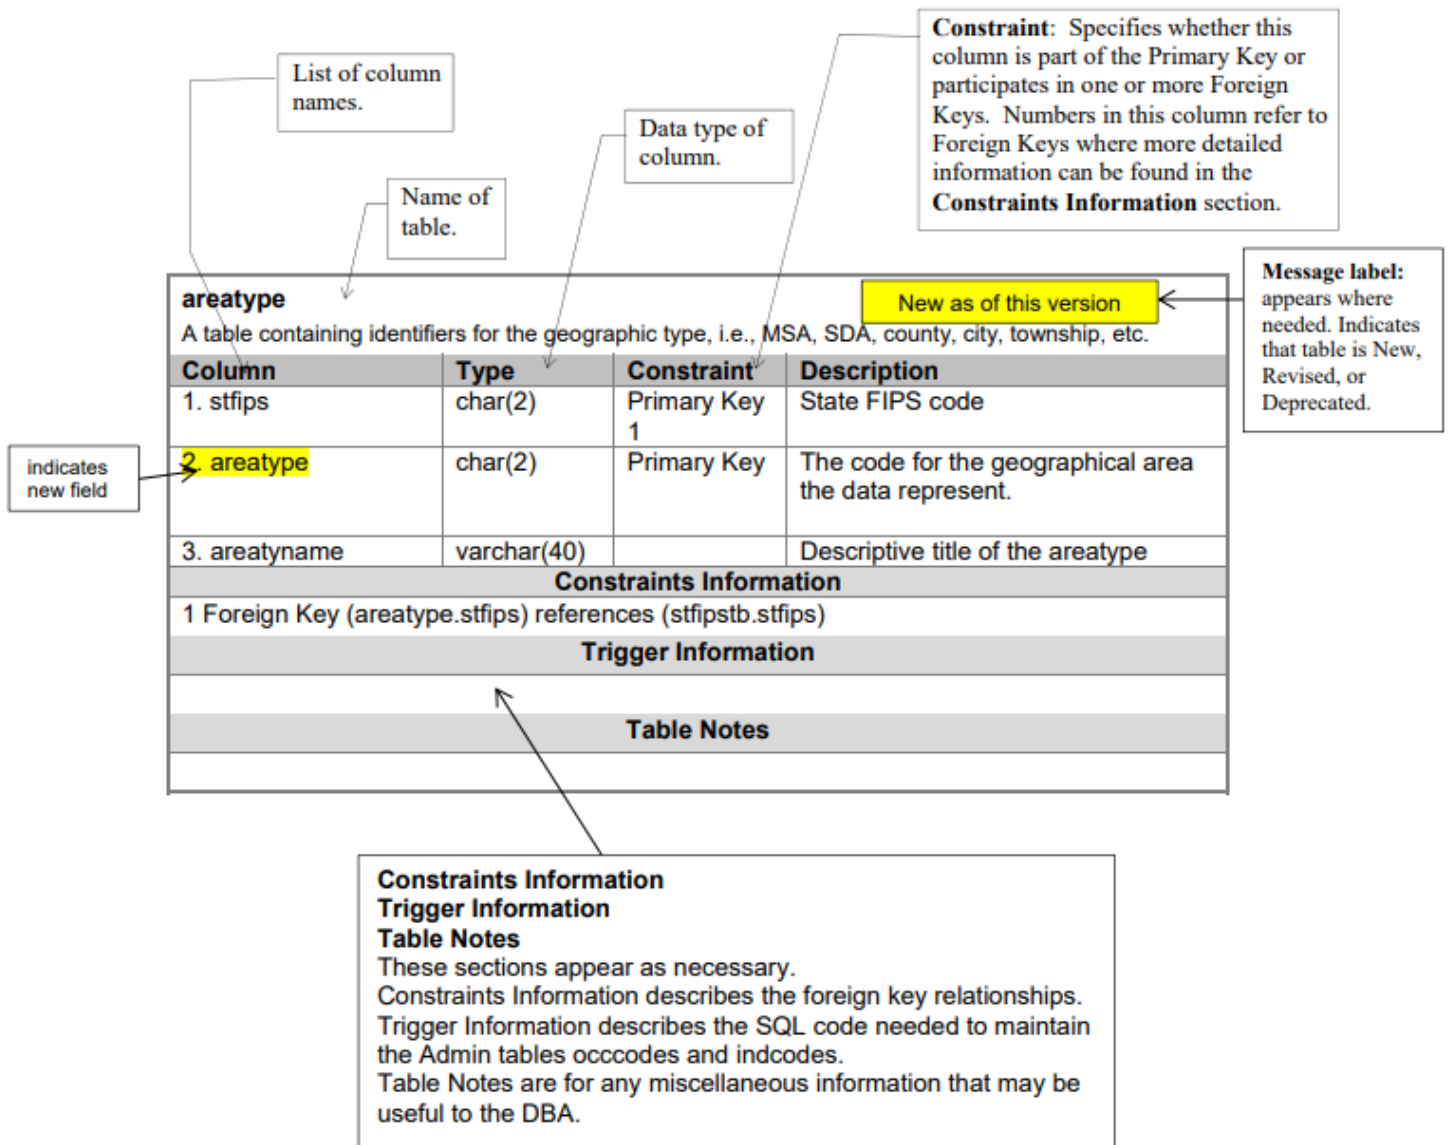 List of column
names.
Data type of
column.
Name of
table.
Constraint:  Specifies whether this
column is part of the Primary Key or
participates in one or more Foreign
Keys.  Numbers in this column refer to
Foreign Keys where more detailed
information can be found in the
Constraints Information section.
Message label:
appears where
needed. Indicates
that table is New,
Revised, or
Deprecated.
areatype
New as of this version
A table containing identifiers for the geographic type, i.e., MSA, SDA, county, city, township, etc.
Column Type Constraint Description
1. stfips char(2) Primary Key State FIPS code
1
indicates
new field
2. areatype char(2) Primary Key The code for the geographical area
the data represent.
3. areatyname varchar(40) Descriptive title of the areatype
Constraints Information
1 Foreign Key (areatype.stfips) references (stfipstb.stfips)
Trigger Information
Table Notes
Constraints Information
Trigger Information
Table Notes
These sections appear as necessary.
Constraints Information describes the foreign key relationships.
Trigger Information describes the SQL code needed to maintain
the Admin tables occcodes and indcodes.
Table Notes are for any miscellaneous information that may be
useful to the DBA.